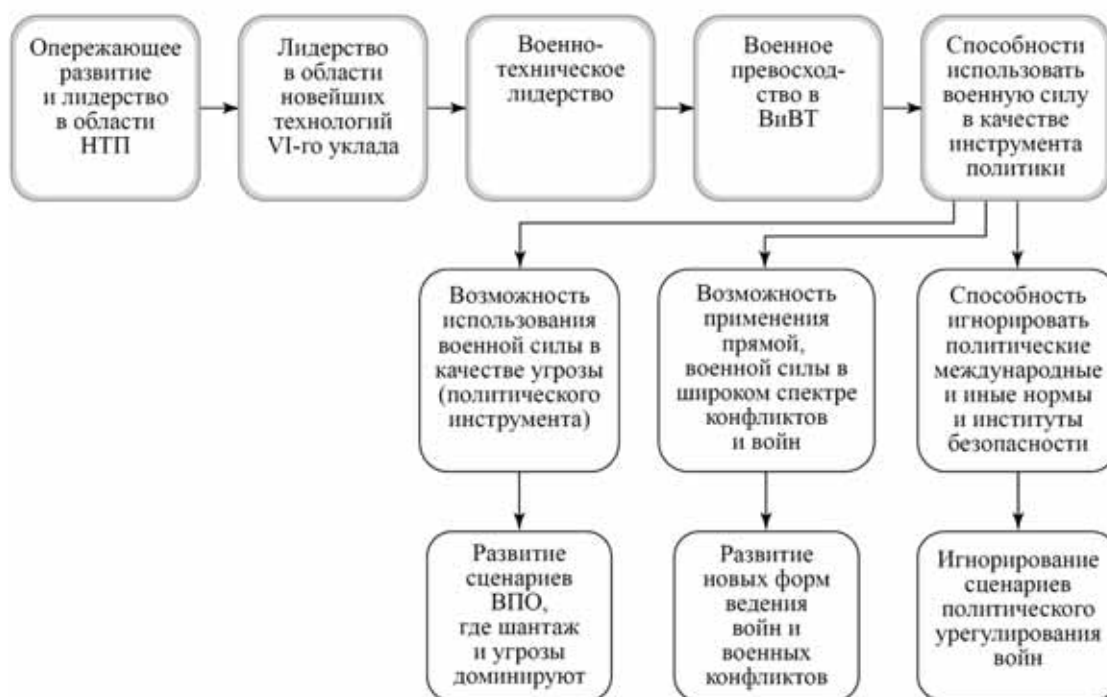 Опережающее
развитие
и лидерство
в области
НТП
Лидерство
в области
новейших
технологий
VI-го уклада
Военно-
техническое
лидерство
Военное
превосход-
ство в
ВиВТ
Способности
использовать
военную силу
в качестве
инструмента
политики
Возможность
использования
военной силы в
качестве угрозы
(политического
инструмента)
Возможность
применения
прямой,
военной силы в
широком спектре
конфликтов
и войн
Способность
игнорировать
политические
международные
и иные нормы
и институты
безопасности
Развитие
сценариев
ВПО,
где шантаж
и угрозы
доминируют
Развитие
новых форм
ведения
войн и
военных
конфликтов
Игнорирование
сценариев
политического
урегулирования
войн